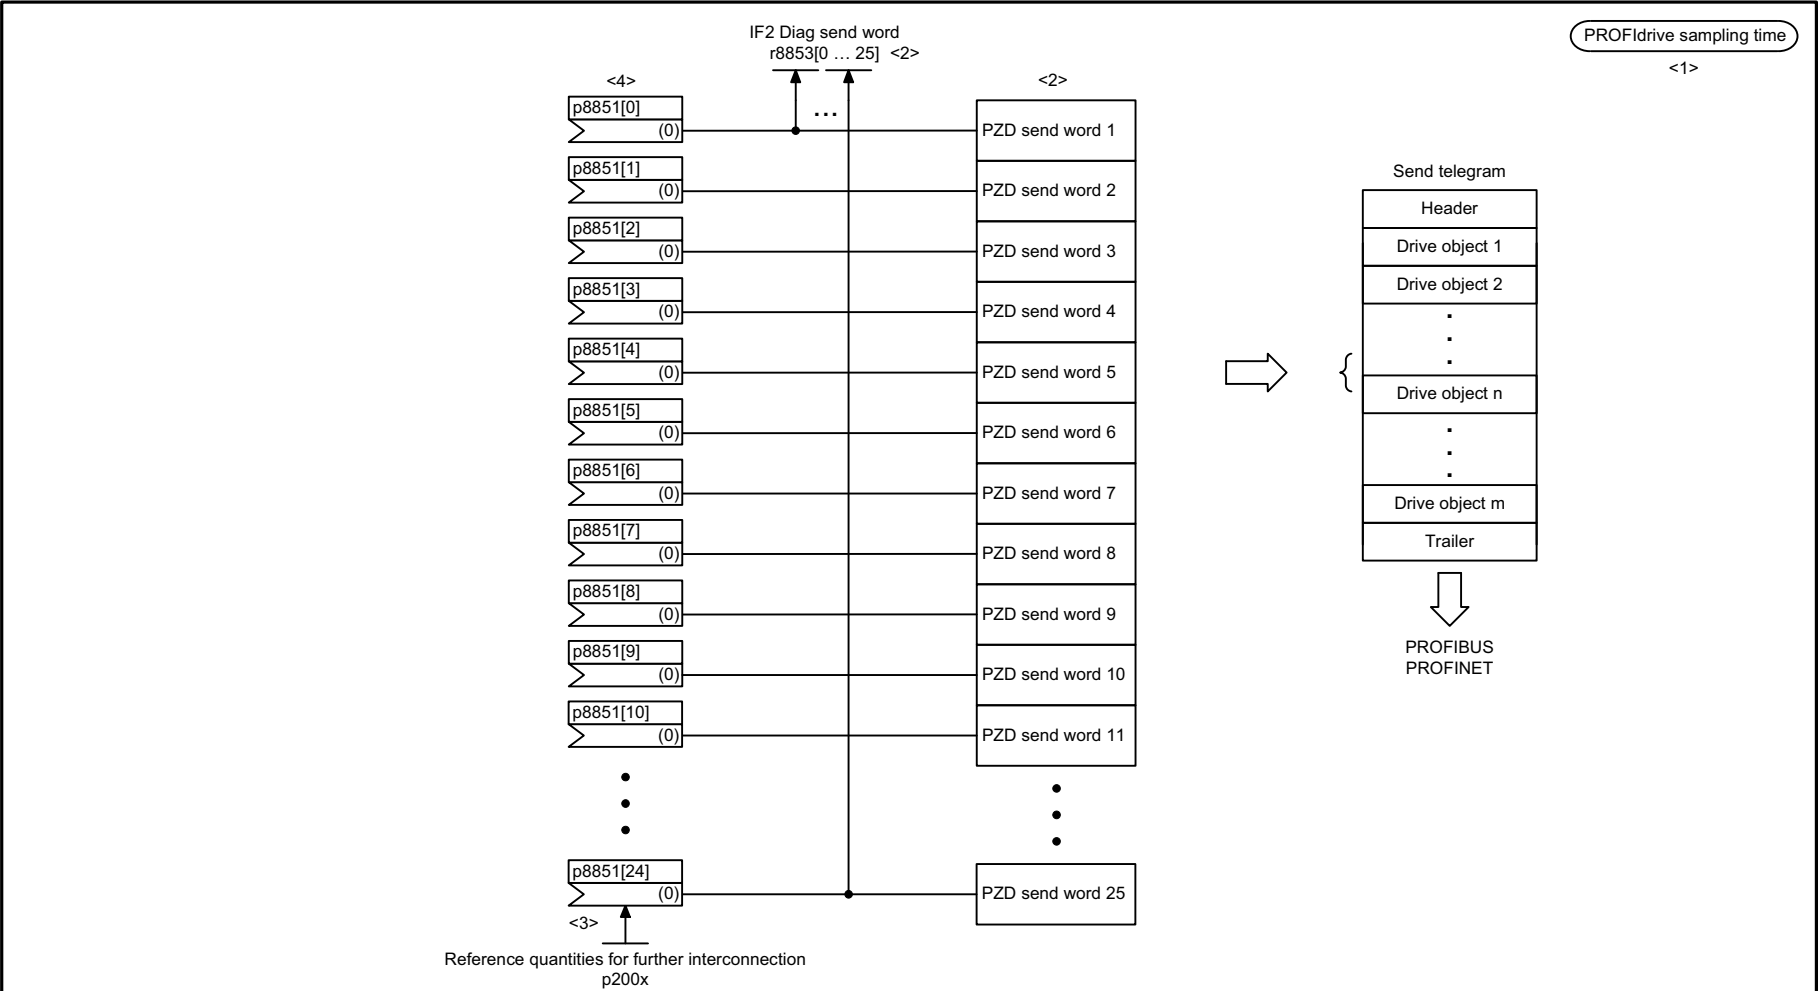 IF2 Diag send word
r8853[0 … 25] <2>
PROFIdrive sampling time
<1>
<4>
<2>
p8851[0]
(0)
...
PZD send word 1
p8851[1]
(0)
PZD send word 2
p8851[2]
(0)
PZD send word 3
p8851[3]
(0)
PZD send word 4
p8851[4]
(0)
PZD send word 5
p8851[5]
(0)
PZD send word 6
p8851[6]
(0)
PZD send word 7
p8851[7]
(0)
PZD send word 8
p8851[8]
(0)
PZD send word 9
p8851[9]
(0)
PZD send word 10
p8851[10]
(0)
PZD send word 11
p8851[24]
(0)
PZD send word 25
<3>
Reference quantities for further interconnection
p200x
Send telegram
Header
Drive object 1
Drive object 2
Drive object n
Drive object m
Trailer
PROFIBUS
PROFINET